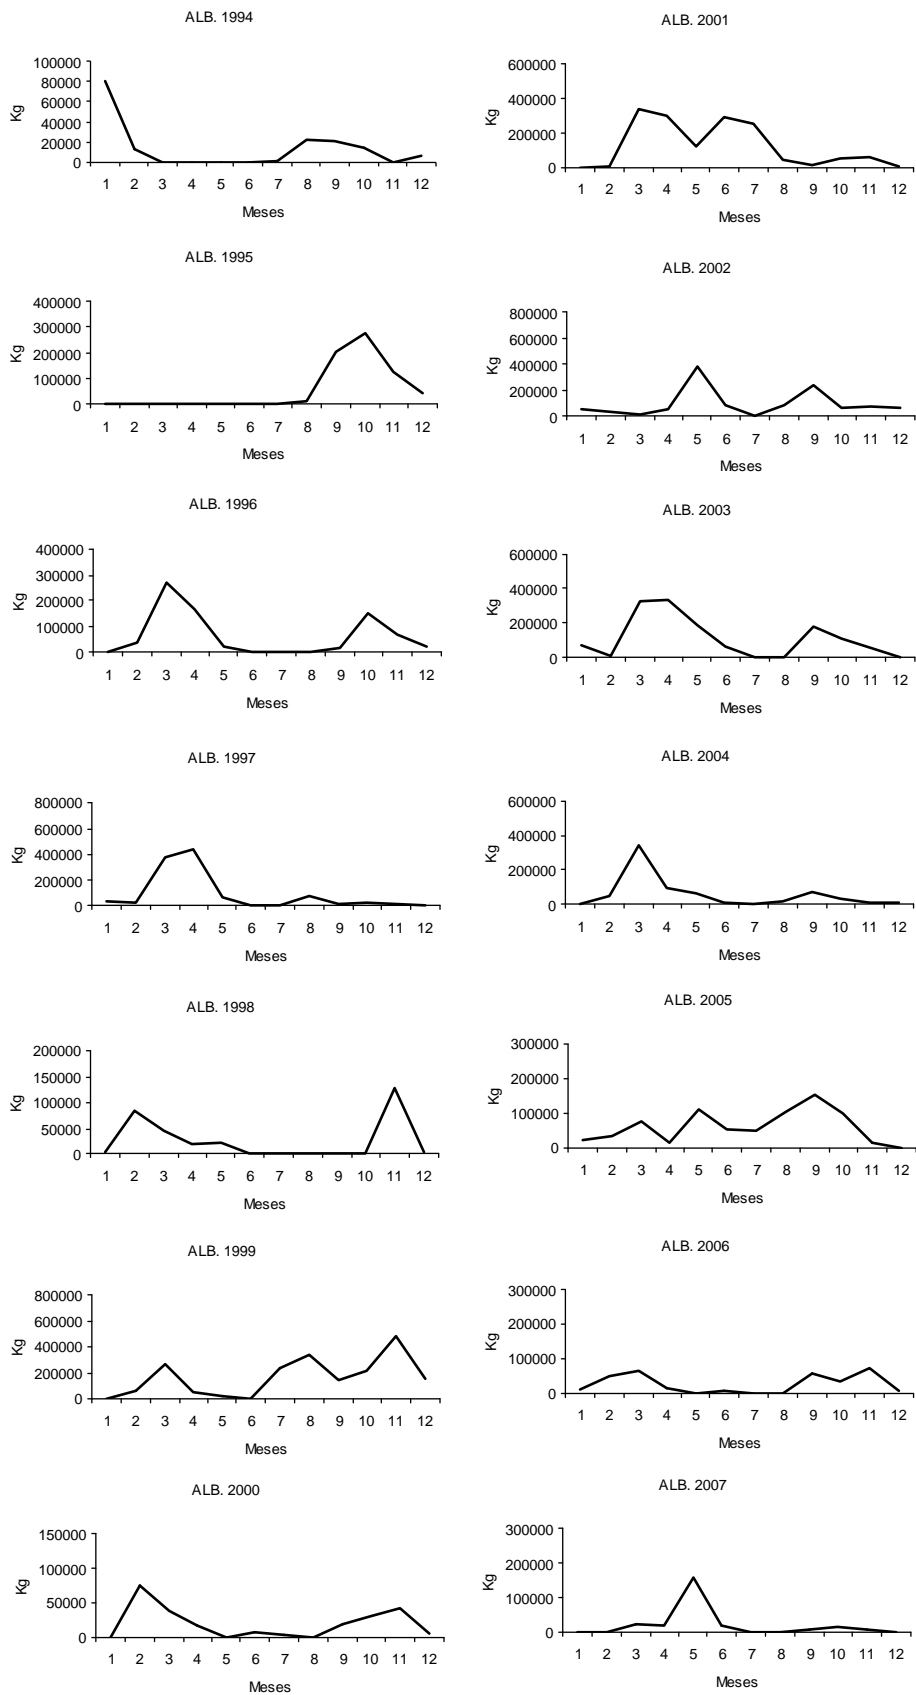 ALB. 1994
100000
80000
60000
40000
20000
0
Kg
1 2 3 4 5 6 7 8 9 10 11 12
Meses
ALB. 1995
400000
300000
200000
100000
0
Kg
1 2 3 4 5 6 7 8 9 10 11 12
Meses
ALB. 1996
400000
300000
200000
100000
0
Kg
1 2 3 4 5 6 7 8 9 10 11 12
Meses
ALB. 1997
800000
600000
400000
200000
0
Kg
1 2 3 4 5 6 7 8 9 10 11 12
Meses
ALB. 1998
200000
150000
100000
50000
0
Kg
1 2 3 4 5 6 7 8 9 10 11 12
Meses
ALB. 1999
800000
600000
400000
200000
0
Kg
1 2 3 4 5 6 7 8 9 10 11 12
Meses
ALB. 2000
150000
100000
50000
0
Kg
1 2 3 4 5 6 7 8 9 10 11 12
Meses
ALB. 2001
600000
400000
200000
0
Kg
1 2 3 4 5 6 7 8 9 10 11 12
Meses
ALB. 2002
800000
600000
400000
200000
0
Kg
1 2 3 4 5 6 7 8 9 10 11 12
Meses
ALB. 2003
600000
400000
200000
0
Kg
1 2 3 4 5 6 7 8 9 10 11 12
Meses
ALB. 2004
600000
400000
200000
0
Kg
1 2 3 4 5 6 7 8 9 10 11 12
Meses
ALB. 2005
300000
200000
100000
0
Kg
1 2 3 4 5 6 7 8 9 10 11 12
Meses
ALB. 2006
300000
200000
100000
0
Kg
1 2 3 4 5 6 7 8 9 10 11 12
Meses
ALB. 2007
300000
200000
100000
0
Kg
1 2 3 4 5 6 7 8 9 10 11 12
Meses